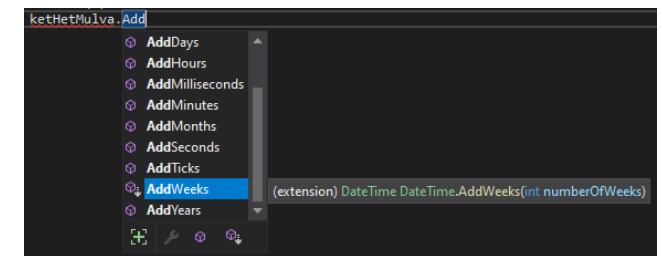 ketHetMulva.Add
AddDays
AddHours
AddMilliseconds
AddMinutes
AddMonths
AddSeconds
AddTicks
AddWeeks (extension) DateTime DateTime.AddWeeks(int numberOfWeeks)
AddYears